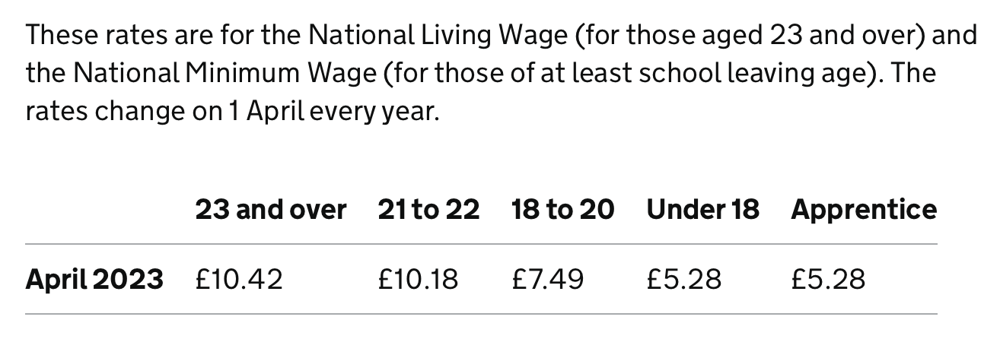 These rates are for the National Living Wage (for those aged 23 and over) and
the National Minimum Wage (for those of at least school leaving age). The
rates change on 1 April every year.
23 and over 21 to 22 18 to 20 Under 18 Apprentice
April 2023 £10.42 £10.18 £7.49 £5.28 £5.28